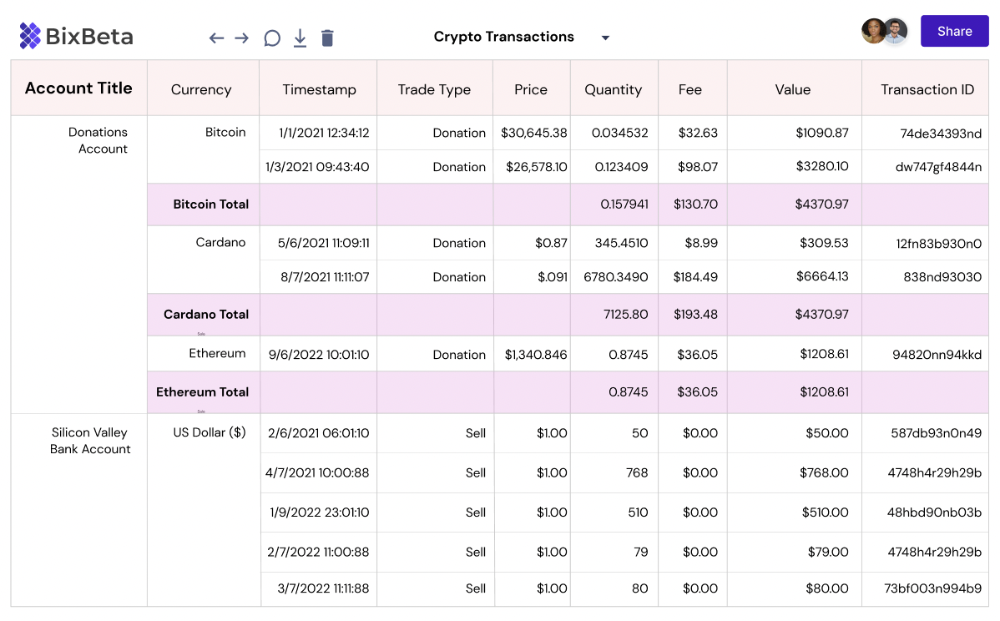 BixBeta
Crypto Transactions
Share
Account Title Currency Timestamp Trade Type Price Quantity Fee Value Transaction ID
Donations Bitcoin 1/1/2021 12:34:12 Donation $30,645.38 0.034532 $32.63 $1090.87 74de34393nd
Account
1/3/2021 09:43:40 Donation $26,578.10 0.123409 $98.07 $3280.10 dw747gf4844n
Bitcoin Total 0.157941 $130.70 $4370.97
Cardano 5/6/2021 11:09:11 Donation $0.87 345.4510 $8.99 $309.53 12fn83b930n0
8/7/2021 11:11:07 Donation $.091 6780.3490 $184.49 $6664.13 838nd93030
Cardano Total 7125.80 $193.48 $4370.97
Sale
Ethereum 9/6/2022 10:01:10 Donation $1,340.846 0.8745 $36.05 $1208.61 94820nn94kkd
Ethereum Total 0.8745 $36.05 $1208.61
Sale
Silicon Valley US Dollar ($) 2/6/2021 06:01:10 Sell $1.00 50 $0.00 $50.00 587db93n0n49
Bank Account
4/7/2021 10:00:88 Sell $1.00 768 $0.00 $768.00 4748h4r29h29b
1/9/2022 23:01:10 Sell $1.00 510 $0.00 $510.00 48hbd90nb03b
2/7/2022 11:00:88 Sell $1.00 79 $0.00 $79.00 4748h4r29h29b
3/7/2022 11:11:88 Sell $1.00 80 $0.00 $80.00 73bf003n994b9